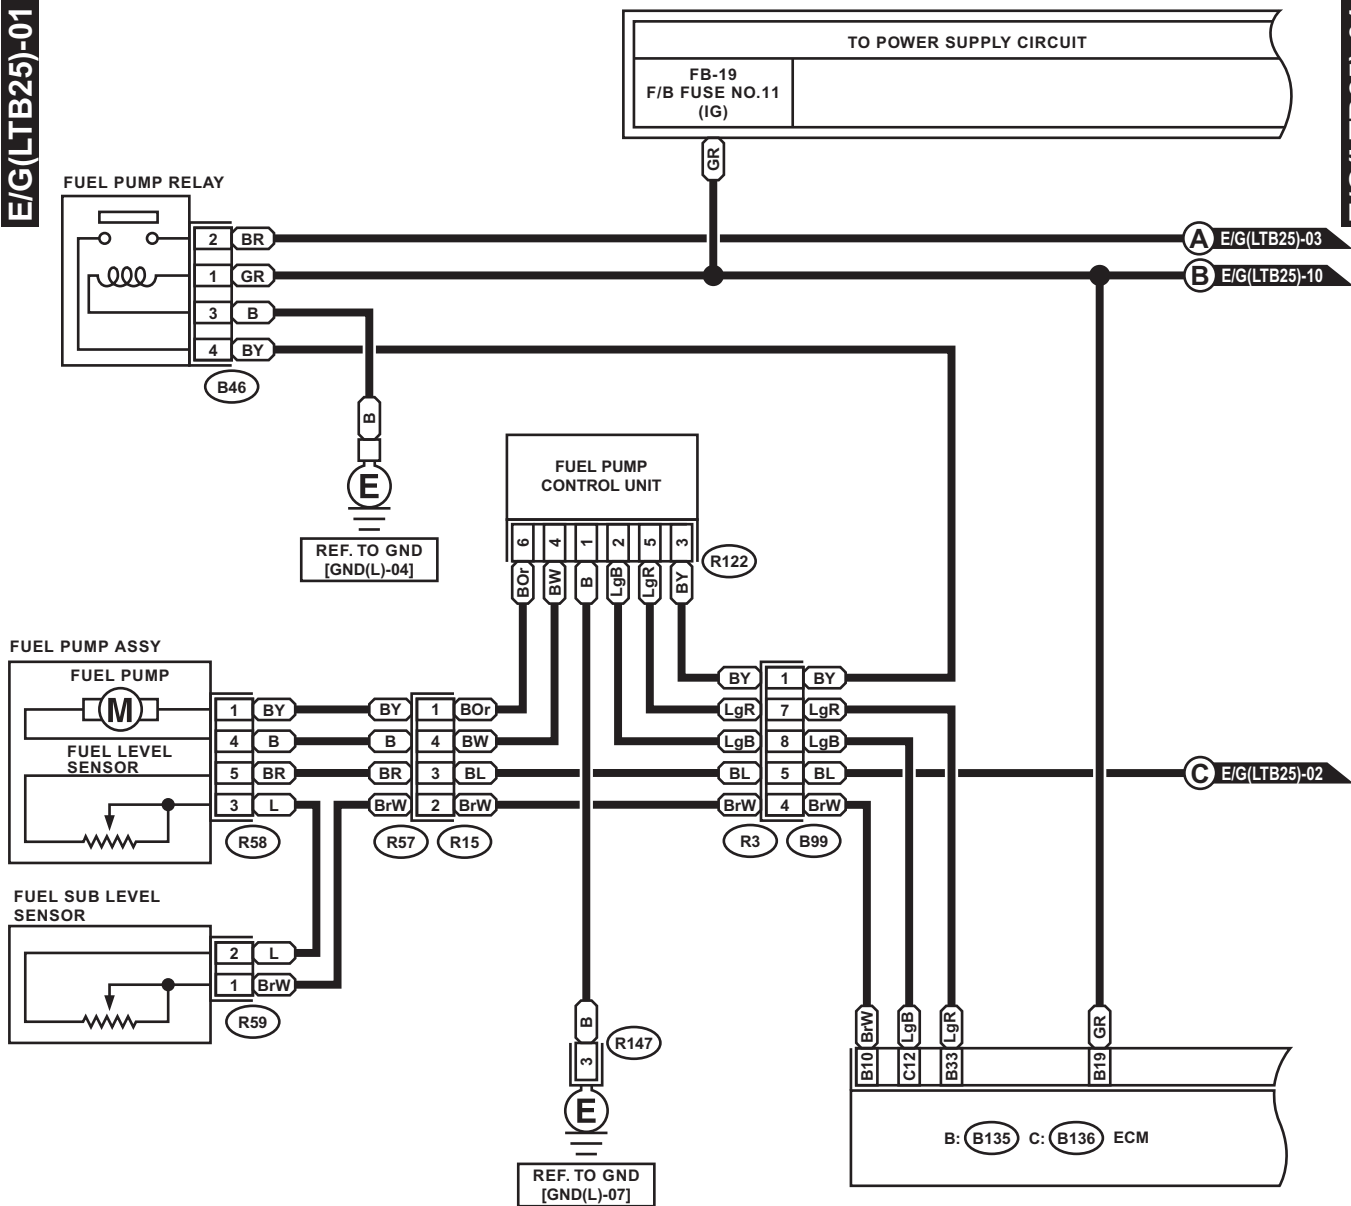 E/G(LTB25)-01
TO POWER SUPPLY CIRCUIT
FB-19
F/B FUSE NO.11
(IG)
GR
FUEL PUMP RELAY
2 BR
1 GR
3 B
4 BY
B46
A E/G(LTB25)-03
B E/G(LTB25)-10
B
E
REF. TO GND
[GND(L)-04]
FUEL PUMP
CONTROL UNIT
6 4 1 2 5 3
R122
BOr BW B LgB LgR BY
FUEL PUMP ASSY
FUEL PUMP
M
FUEL LEVEL
SENSOR
1 BY BY 1 BOr
4 B B 4 BW
5 BR BR 3 BL
3 L BrW 2 BrW
R58 R57 R15
BY 1 BY
LgR 7 LgR
LgB 8 LgB
BL 5 BL
BrW 4 BrW
R3 B99
C E/G(LTB25)-02
FUEL SUB LEVEL
SENSOR
2 L
1 BrW
R59
B
3
R147
E
REF. TO GND
[GND(L)-07]
BrW LgB LgR GR
B10 C12 B33 B19
B: B135 C: B136 ECM